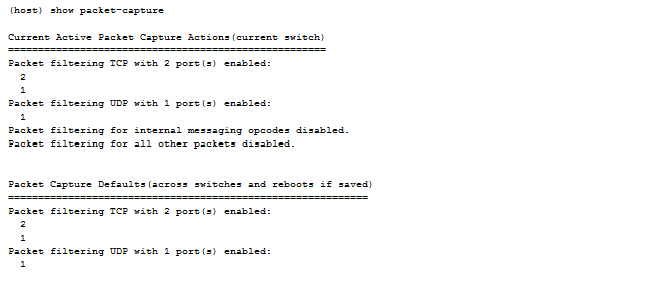 (host) show packet-capture
Current Active Packet Capture Actions(current switch)
=====================================================
Packet filtering TCP with 2 port(s) enabled:
2
1
Packet filtering UDP with 1 port(s) enabled:
1
Packet filtering for internal messaging opcodes disabled.
Packet filtering for all other packets disabled.
Packet Capture Defaults(across switches and reboots if saved)
============================================================
Packet filtering TCP with 2 port(s) enabled:
2
1
Packet filtering UDP with 1 port(s) enabled:
1